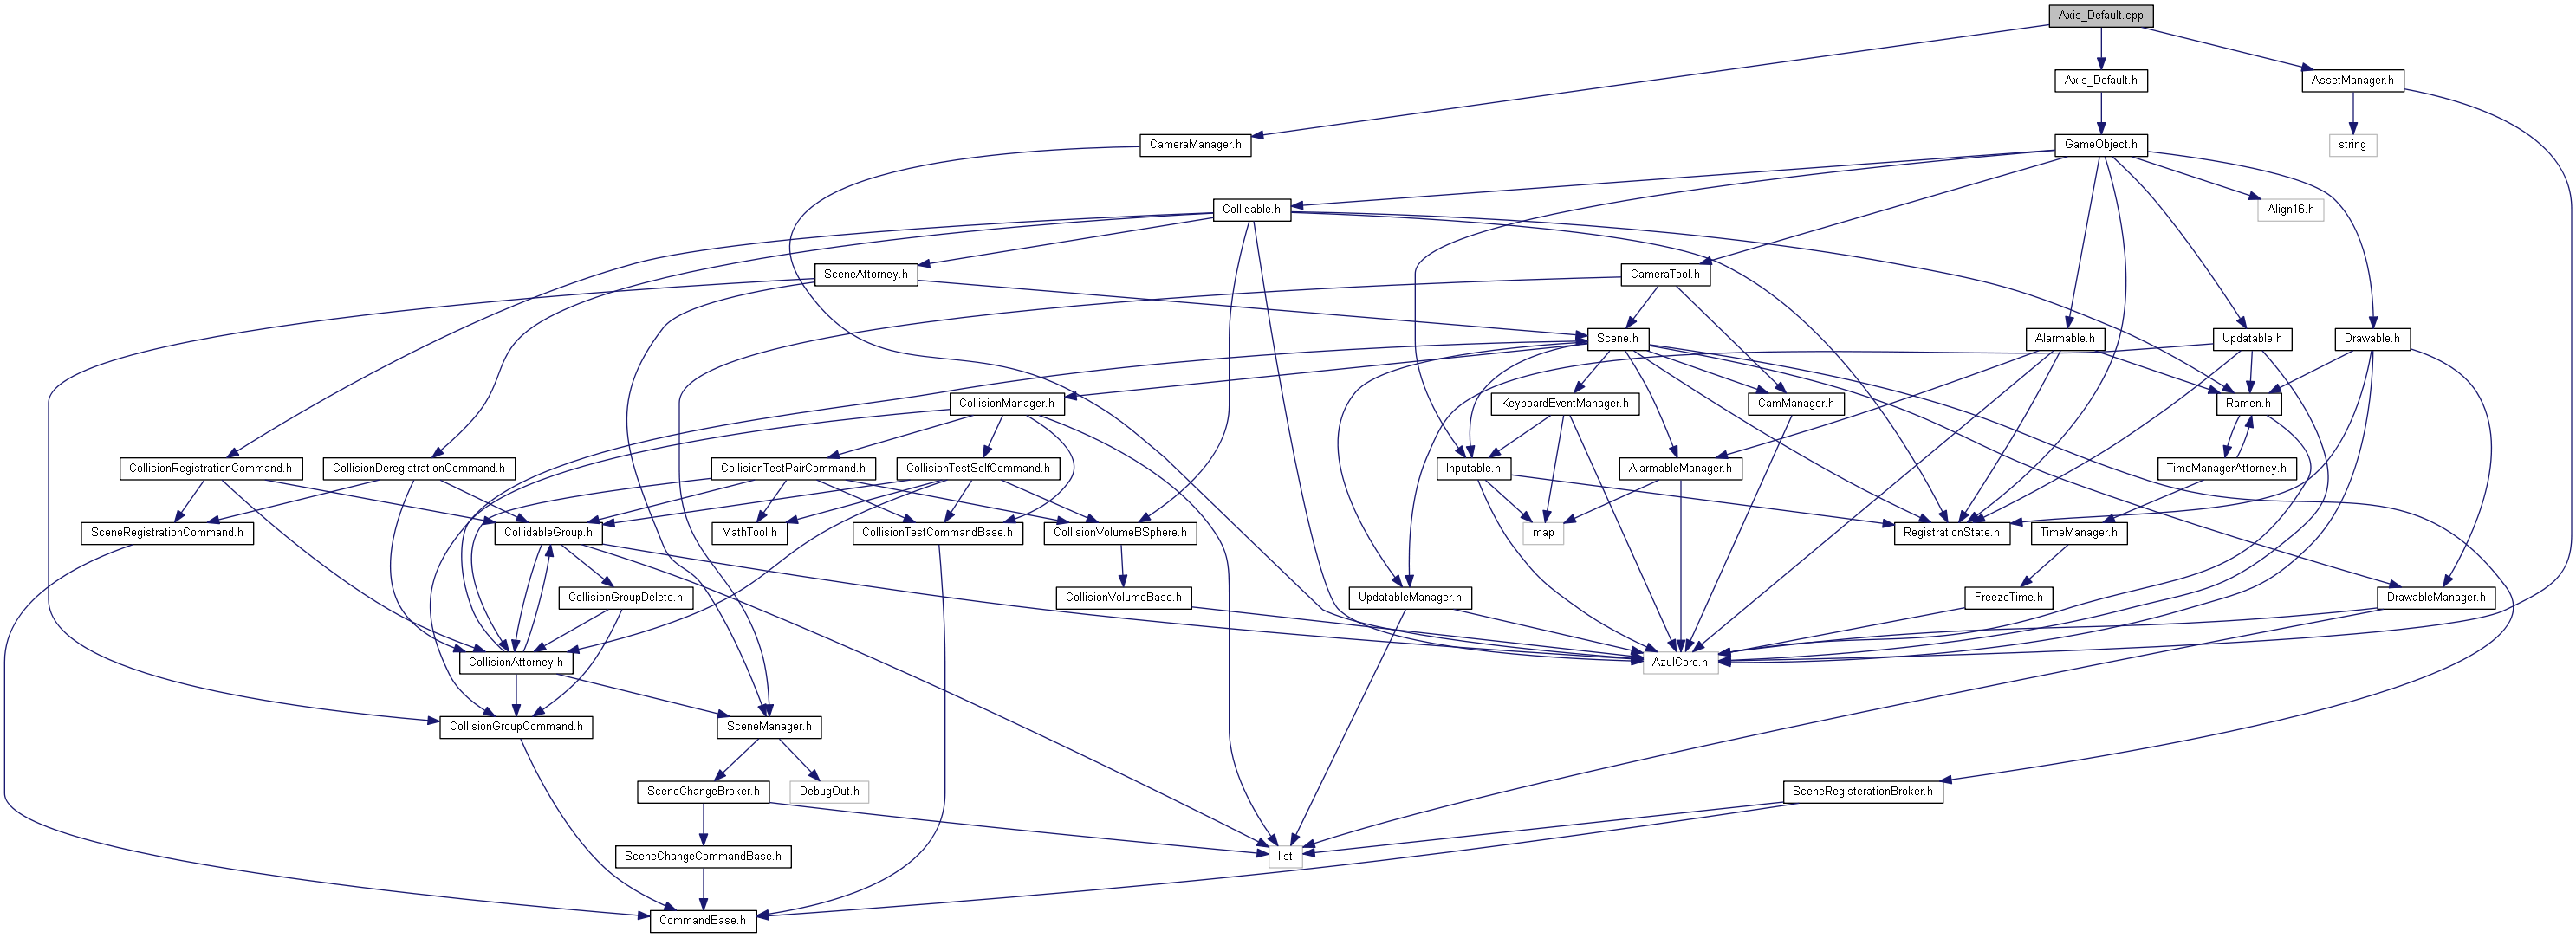 Axis_Default.cpp
Axis_Default.h
AssetManager.h
CameraManager.h
GameObject.h
string
Collidable.h
Align16.h
SceneAttorney.h
CameraTool.h
Scene.h
Alarmable.h
Updatable.h
Drawable.h
CollisionManager.h
KeyboardEventManager.h
CamManager.h
Ramen.h
CollisionRegistrationCommand.h
CollisionDeregistrationCommand.h
CollisionTestPairCommand.h
CollisionTestSelfCommand.h
Inputable.h
AlarmableManager.h
TimeManagerAttorney.h
SceneRegistrationCommand.h
CollidableGroup.h
MathTool.h
CollisionTestCommandBase.h
CollisionVolumeBSphere.h
map
RegistrationState.h
TimeManager.h
CollisionGroupDelete.h
CollisionVolumeBase.h
UpdatableManager.h
FreezeTime.h
DrawableManager.h
CollisionAttorney.h
AzulCore.h
CollisionGroupCommand.h
SceneManager.h
SceneChangeBroker.h
DebugOut.h
SceneRegisterationBroker.h
SceneChangeCommandBase.h
list
CommandBase.h